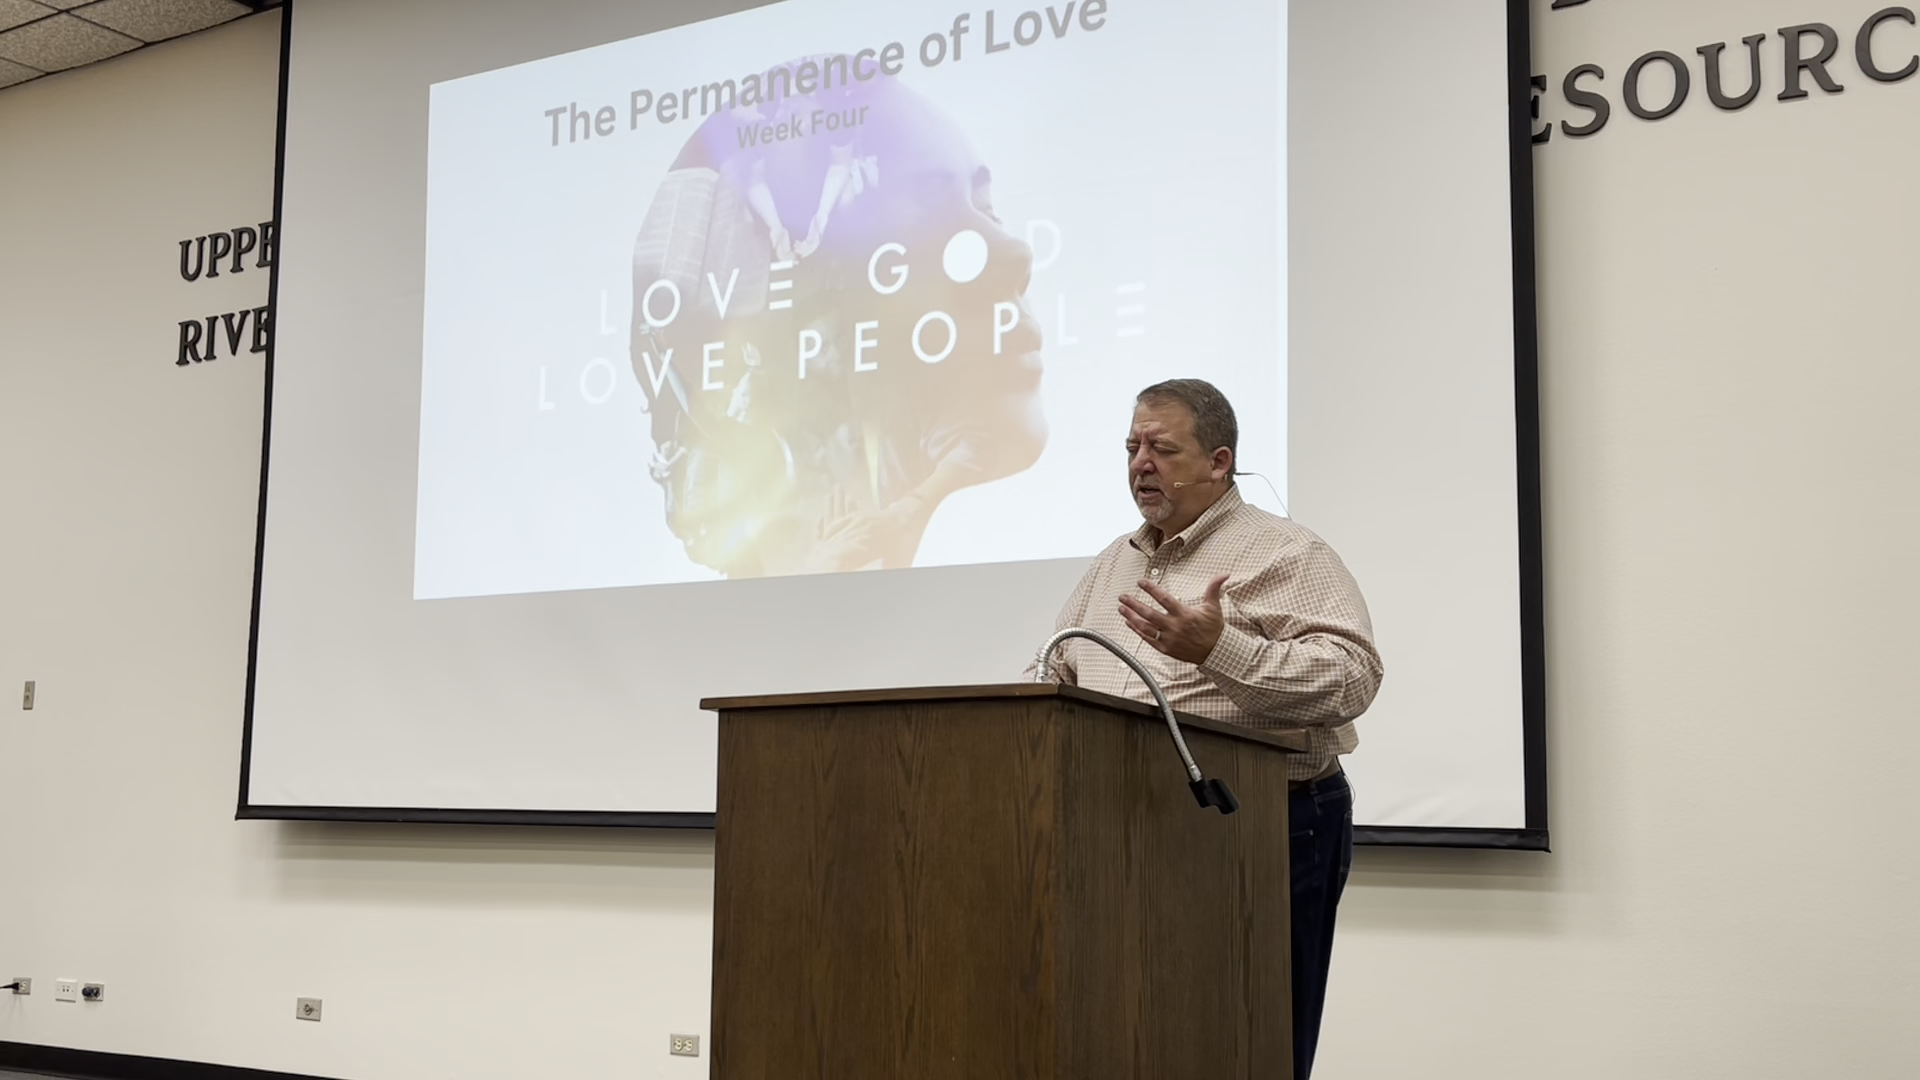 The Permanence of Love
Week Four
LOVE GOD
LOVE PEOPLE
UPPE
RIVE
ESOURC